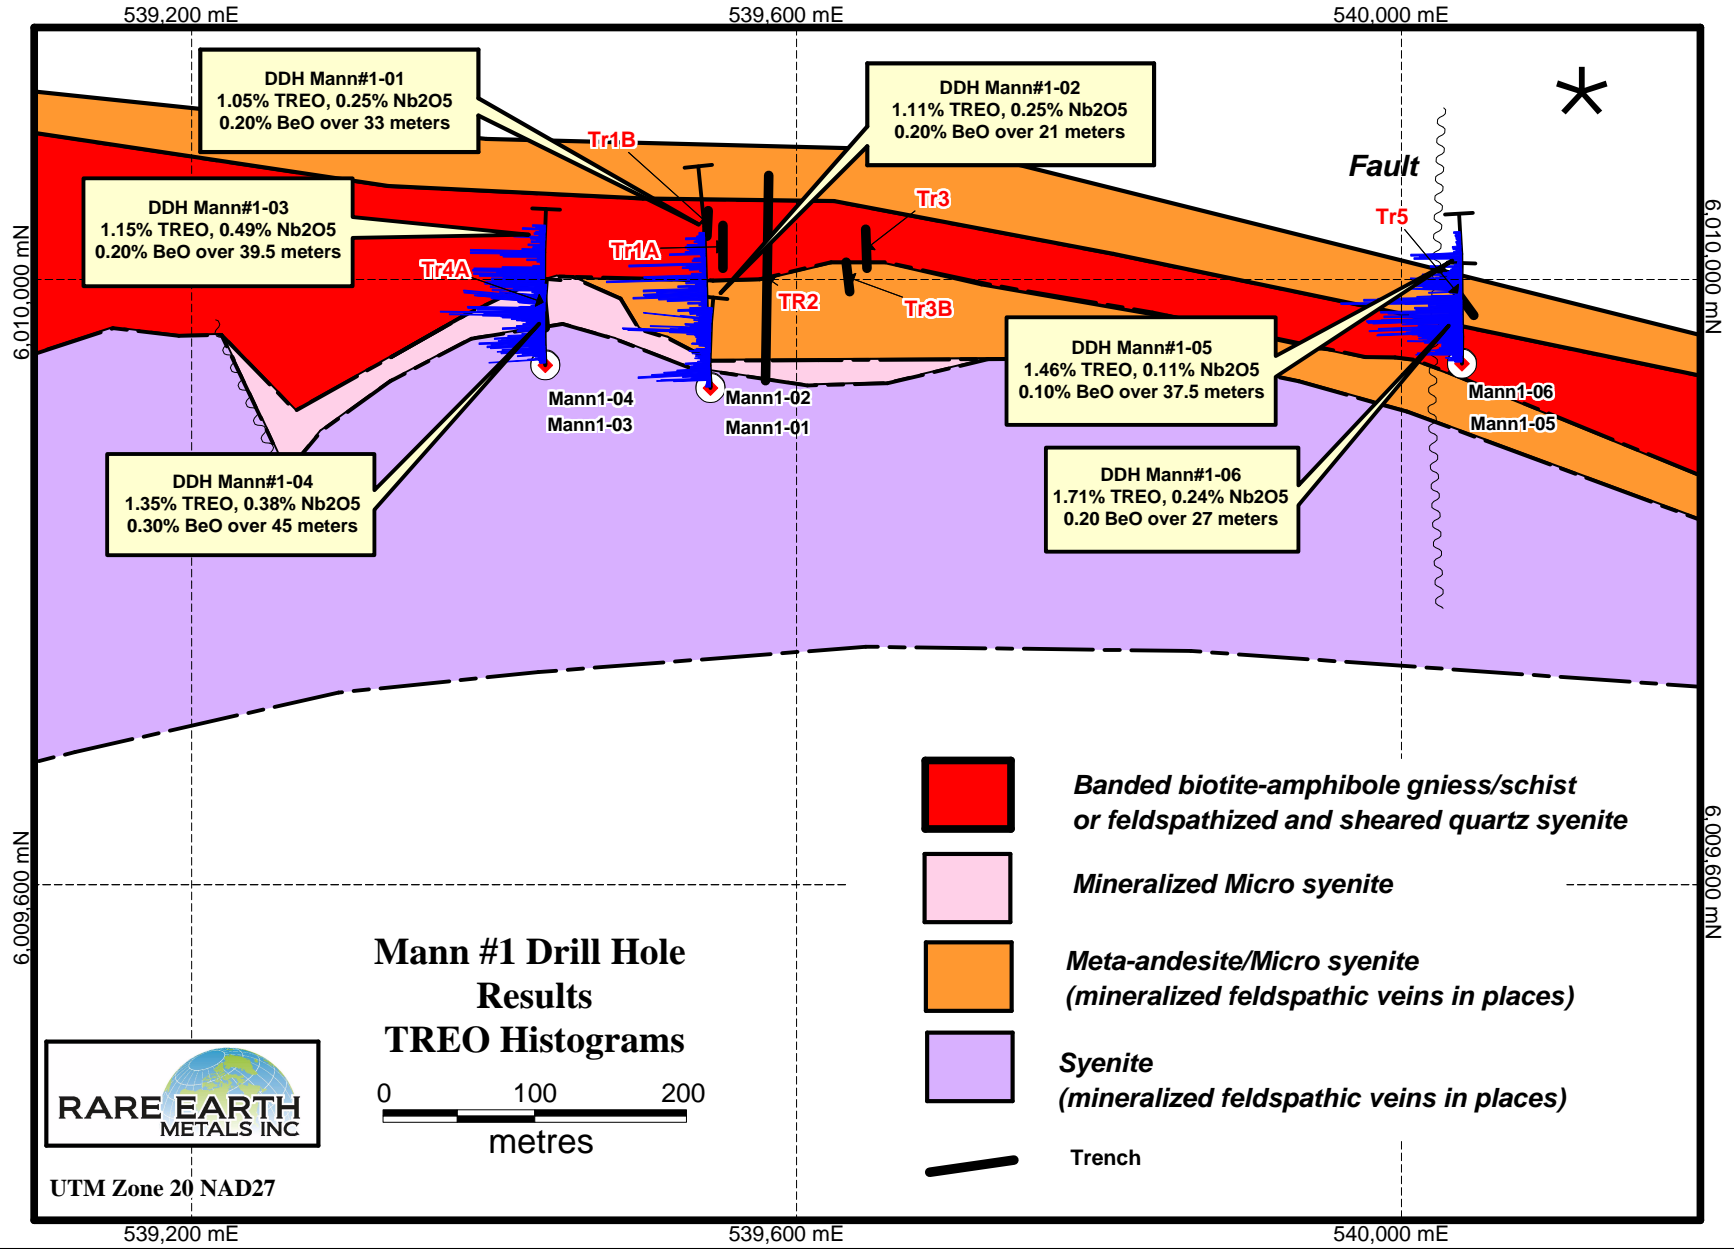 539,200 mE
539,600 mE
540,000 mE
DDH Mann#1-01
1.05% TREO, 0.25% Nb2O5
0.20% BeO over 33 meters
DDH Mann#1-02
1.11% TREO, 0.25% Nb2O5
0.20% BeO over 21 meters
Tr1B
Fault
DDH Mann#1-03
1.15% TREO, 0.49% Nb2O5
0.20% BeO over 39.5 meters
Tr3
Tr5
Tr1A
Tr4A
TR2
Tr3B
6,010,000 mN
6,010,000 mN
DDH Mann#1-05
1.46% TREO, 0.11% Nb2O5
0.10% BeO over 37.5 meters
Mann1-04
Mann1-03
Mann1-02
Mann1-01
Mann1-06
Mann1-05
DDH Mann#1-04
1.35% TREO, 0.38% Nb2O5
0.30% BeO over 45 meters
DDH Mann#1-06
1.71% TREO, 0.24% Nb2O5
0.20 BeO over 27 meters
Banded biotite-amphibole gniess/schist
or feldspathized and sheared quartz syenite
Mineralized Micro syenite
6,009,600 mN
6,009,600 mN
Meta-andesite/Micro syenite
(mineralized feldspathic veins in places)
Syenite
(mineralized feldspathic veins in places)
Trench
Mann #1 Drill Hole
Results
TREO Histograms
0 100 200
metres
RARE EARTH
METALS INC
UTM Zone 20 NAD27
539,200 mE
539,600 mE
540,000 mE